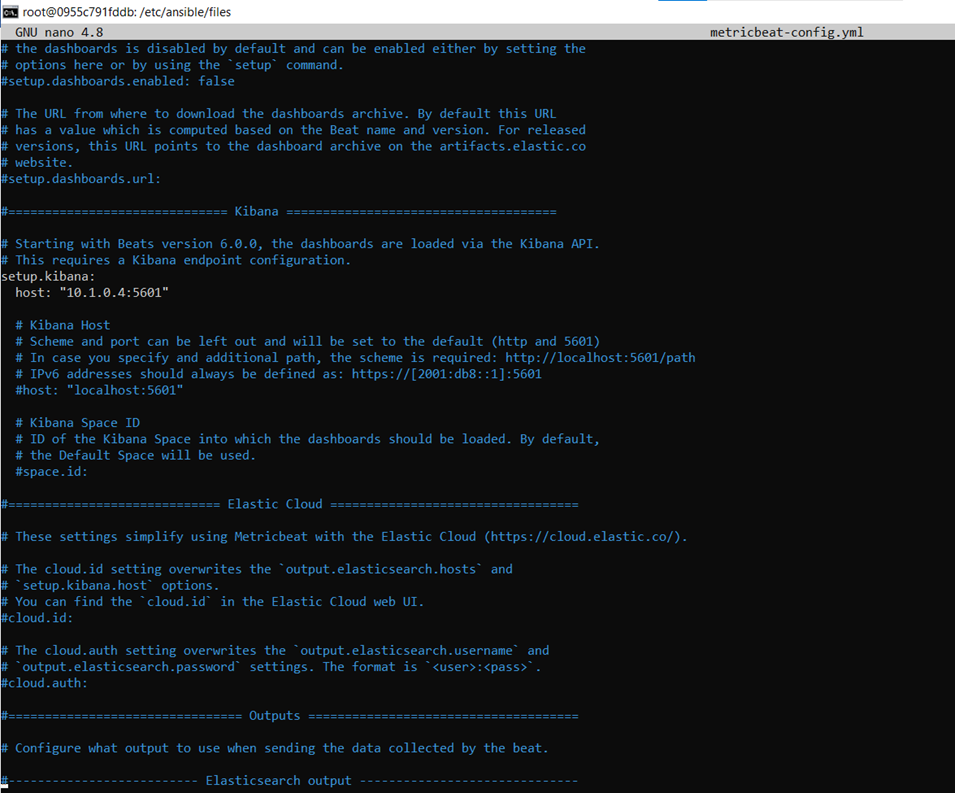 root@0955c791fddb: /etc/ansible/files
GNU nano 4.8 metricbeat-config.yml
# the dashboards is disabled by default and can be enabled either by setting the
# options here or by using the `setup` command.
#setup.dashboards.enabled: false
# The URL from where to download the dashboards archive. By default this URL
# has a value which is computed based on the Beat name and version. For released
# versions, this URL points to the dashboard archive on the artifacts.elastic.co
# website.
#setup.dashboards.url:
#============================== Kibana =====================================
# Starting with Beats version 6.0.0, the dashboards are loaded via the Kibana API.
# This requires a Kibana endpoint configuration.
setup.kibana:
  host: "10.1.0.4:5601"
  # Kibana Host
  # Scheme and port can be left out and will be set to the default (http and 5601)
  # In case you specify and additional path, the scheme is required: http://localhost:5601/path
  # IPv6 addresses should always be defined as: https://[2001:db8::1]:5601
  #host: "localhost:5601"
  # Kibana Space ID
  # ID of the Kibana Space into which the dashboards should be loaded. By default,
  # the Default Space will be used.
  #space.id:
#============================= Elastic Cloud ==================================
# These settings simplify using Metricbeat with the Elastic Cloud (https://cloud.elastic.co/).
# The cloud.id setting overwrites the `output.elasticsearch.hosts` and
# `setup.kibana.host` options.
# You can find the `cloud.id` in the Elastic Cloud web UI.
#cloud.id:
# The cloud.auth setting overwrites the `output.elasticsearch.username` and
# `output.elasticsearch.password` settings. The format is `<user>:<pass>`.
#cloud.auth:
#================================ Outputs =====================================
# Configure what output to use when sending the data collected by the beat.
#-------------------------- Elasticsearch output ------------------------------